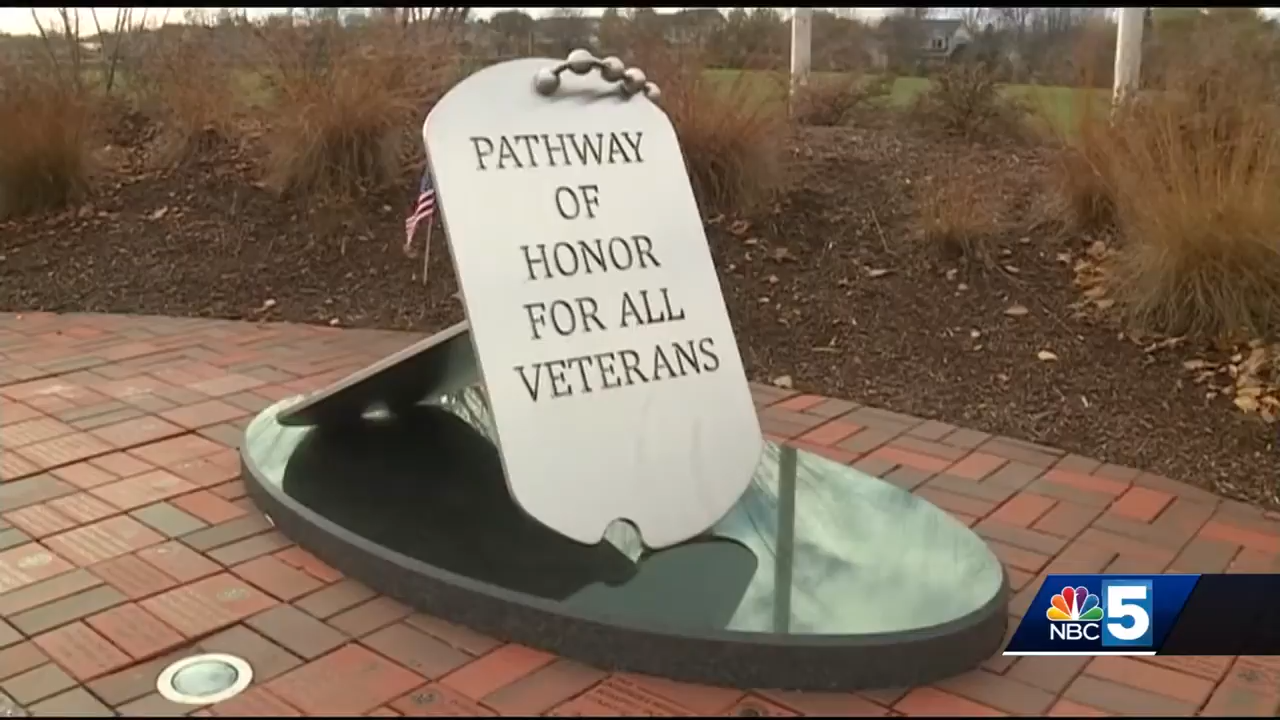 PATHWAY
OF
HONOR
FOR ALL
VETERANS
NBC 5